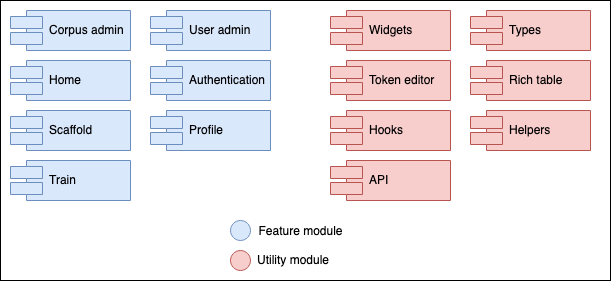 Corpus admin
User admin
Widgets
Types
Home
Authentication
Token editor
Rich table
Scaffold
Profile
Hooks
Helpers
Train
API
Feature module
Utility module